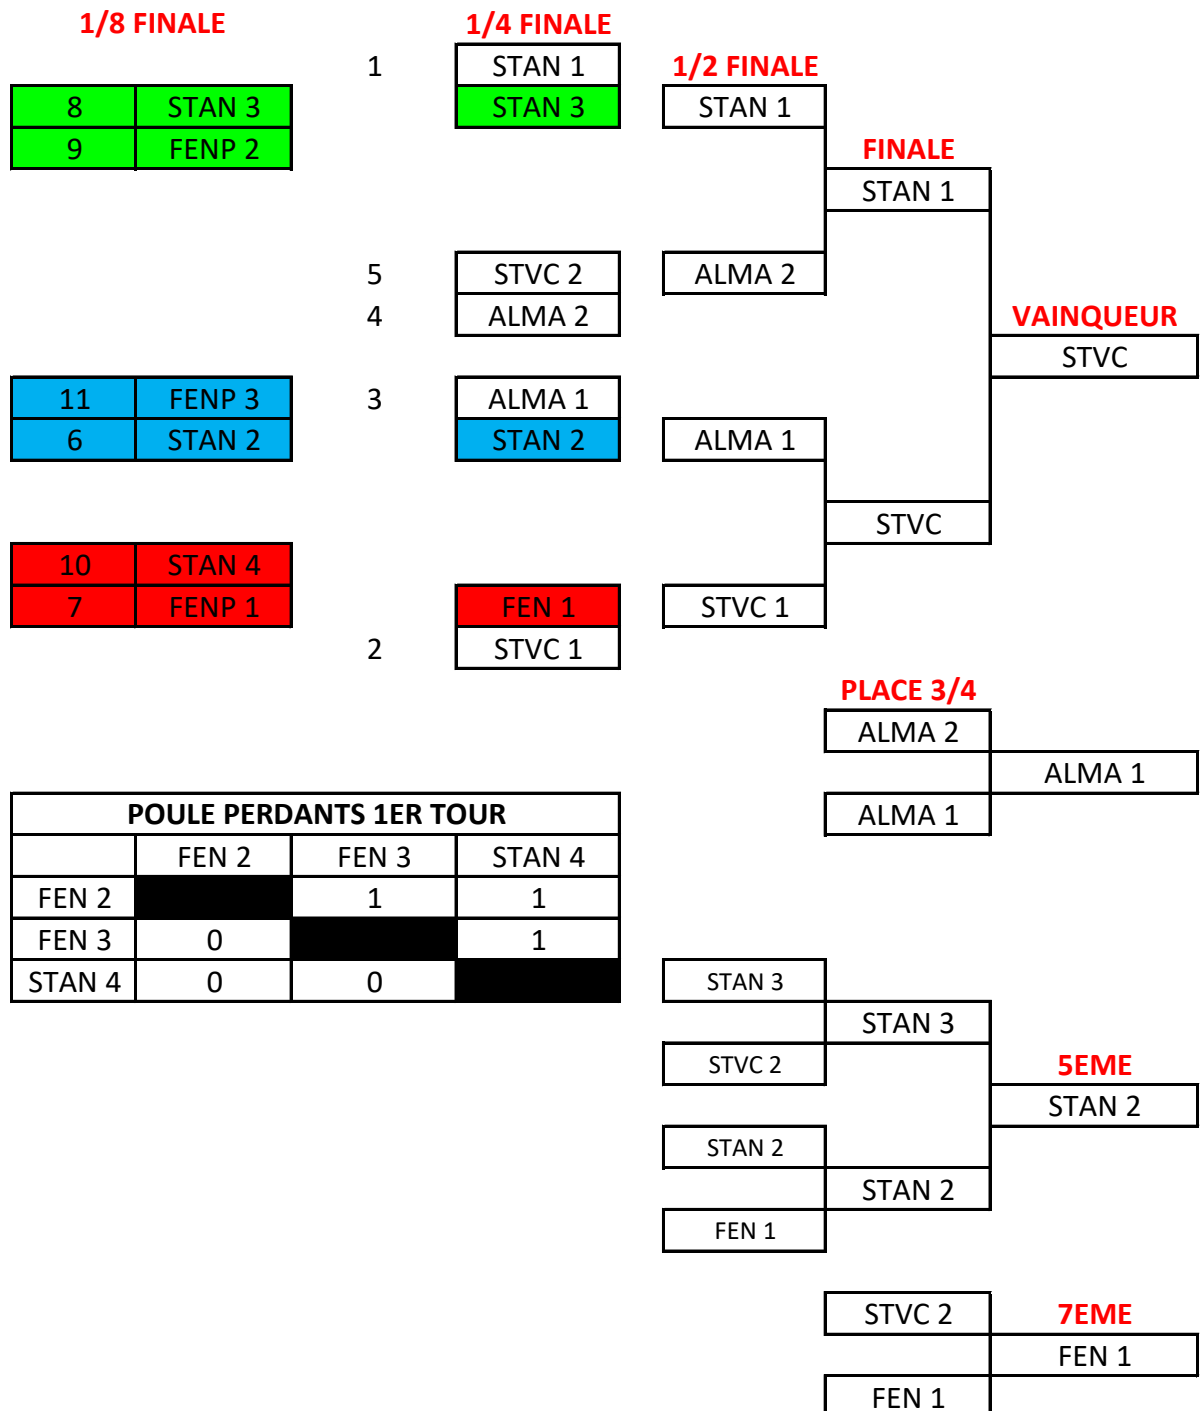 1/8 FINALE 1/4 FINALE
1 STAN 1 1/2 FINALE
8 STAN 3 STAN 3 STAN 1
9 FENP 2 FINALE
STAN 1
5 STVC 2 ALMA 2
4 ALMA 2 VAINQUEUR
STVC
11 FENP 3 3 ALMA 1
6 STAN 2 STAN 2 ALMA 1
STVC
10 STAN 4
7 FENP 1 FEN 1 STVC 1
2 STVC 1
PLACE 3/4
ALMA 2
ALMA 1
POULE PERDANTS 1ER TOUR ALMA 1
FEN 2 FEN 3 STAN 4
FEN 2 1 1
FEN 3 0 1
STAN 4 0 0 STAN 3
STAN 3
STVC 2 5EME
STAN 2
STAN 2
STAN 2
FEN 1
STVC 2 7EME
FEN 1
FEN 1